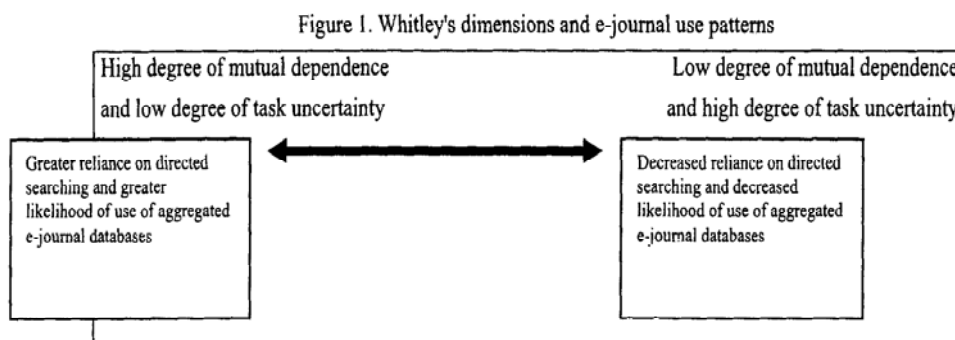 Figure 1. Whitley's dimensions and e-journal use patterns
High degree of mutual dependence
and low degree of task uncertainty
Low degree of mutual dependence
and high degree of task uncertainty
Greater reliance on directed
searching and greater
likelihood of use of aggregated
e-journal databases
Decreased reliance on directed
searching and decreased
likelihood of use of aggregated
e-journal databases